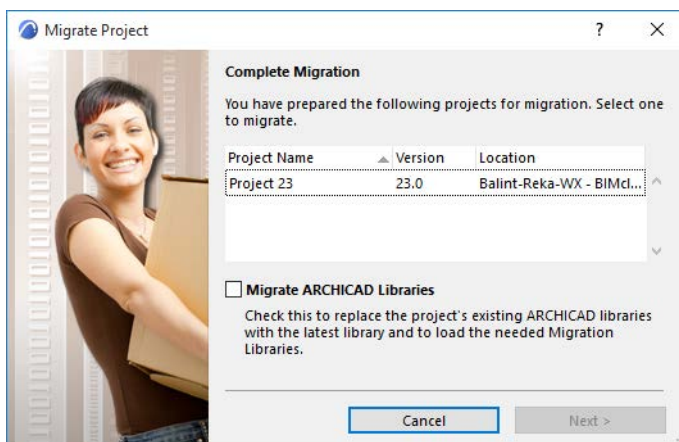 Migrate Project
?
Complete Migration
You have prepared the following projects for migration. Select one
to migrate.
Project Name Version Location
Project 23 23.0 Balint-Reka-WX - BIMcl...
Migrate ARCHICAD Libraries
Check this to replace the project's existing ARCHICAD libraries
with the latest library and to load the needed Migration
Libraries.
Cancel Next >